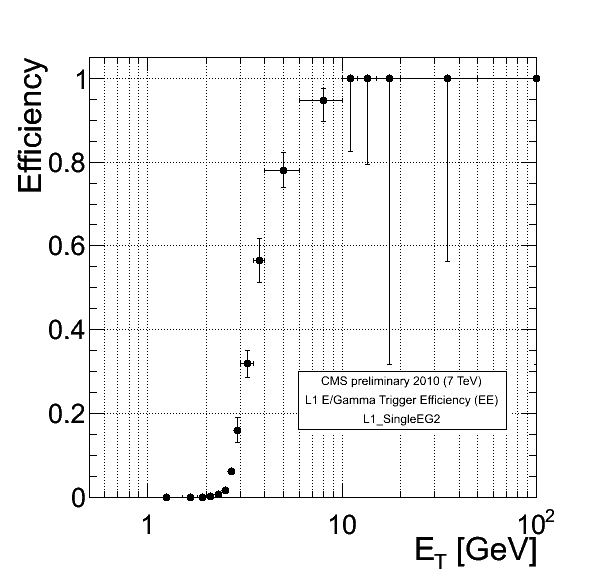 Efficiency
1
0.8
0.6
0.4
0.2
0
1
10
10²
E_T [GeV]
CMS preliminary 2010 (7 TeV)
L1 E/Gamma Trigger Efficiency (EE)
L1_SingleEG2